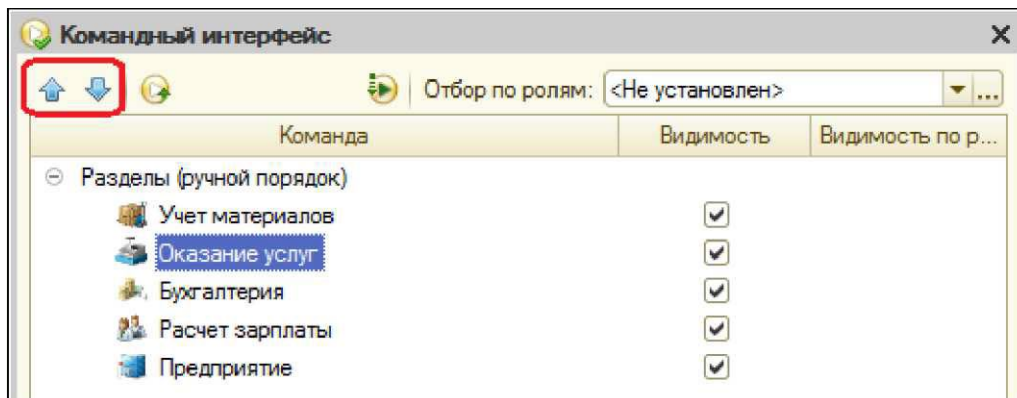 Командный интерфейс
Отбор по ролям: <Не установлен>
Команда Видимость Видимость по р...
Разделы (ручной порядок)
Учет материалов
Оказание услуг
Бухгалтерия
Расчет зарплаты
Предприятие